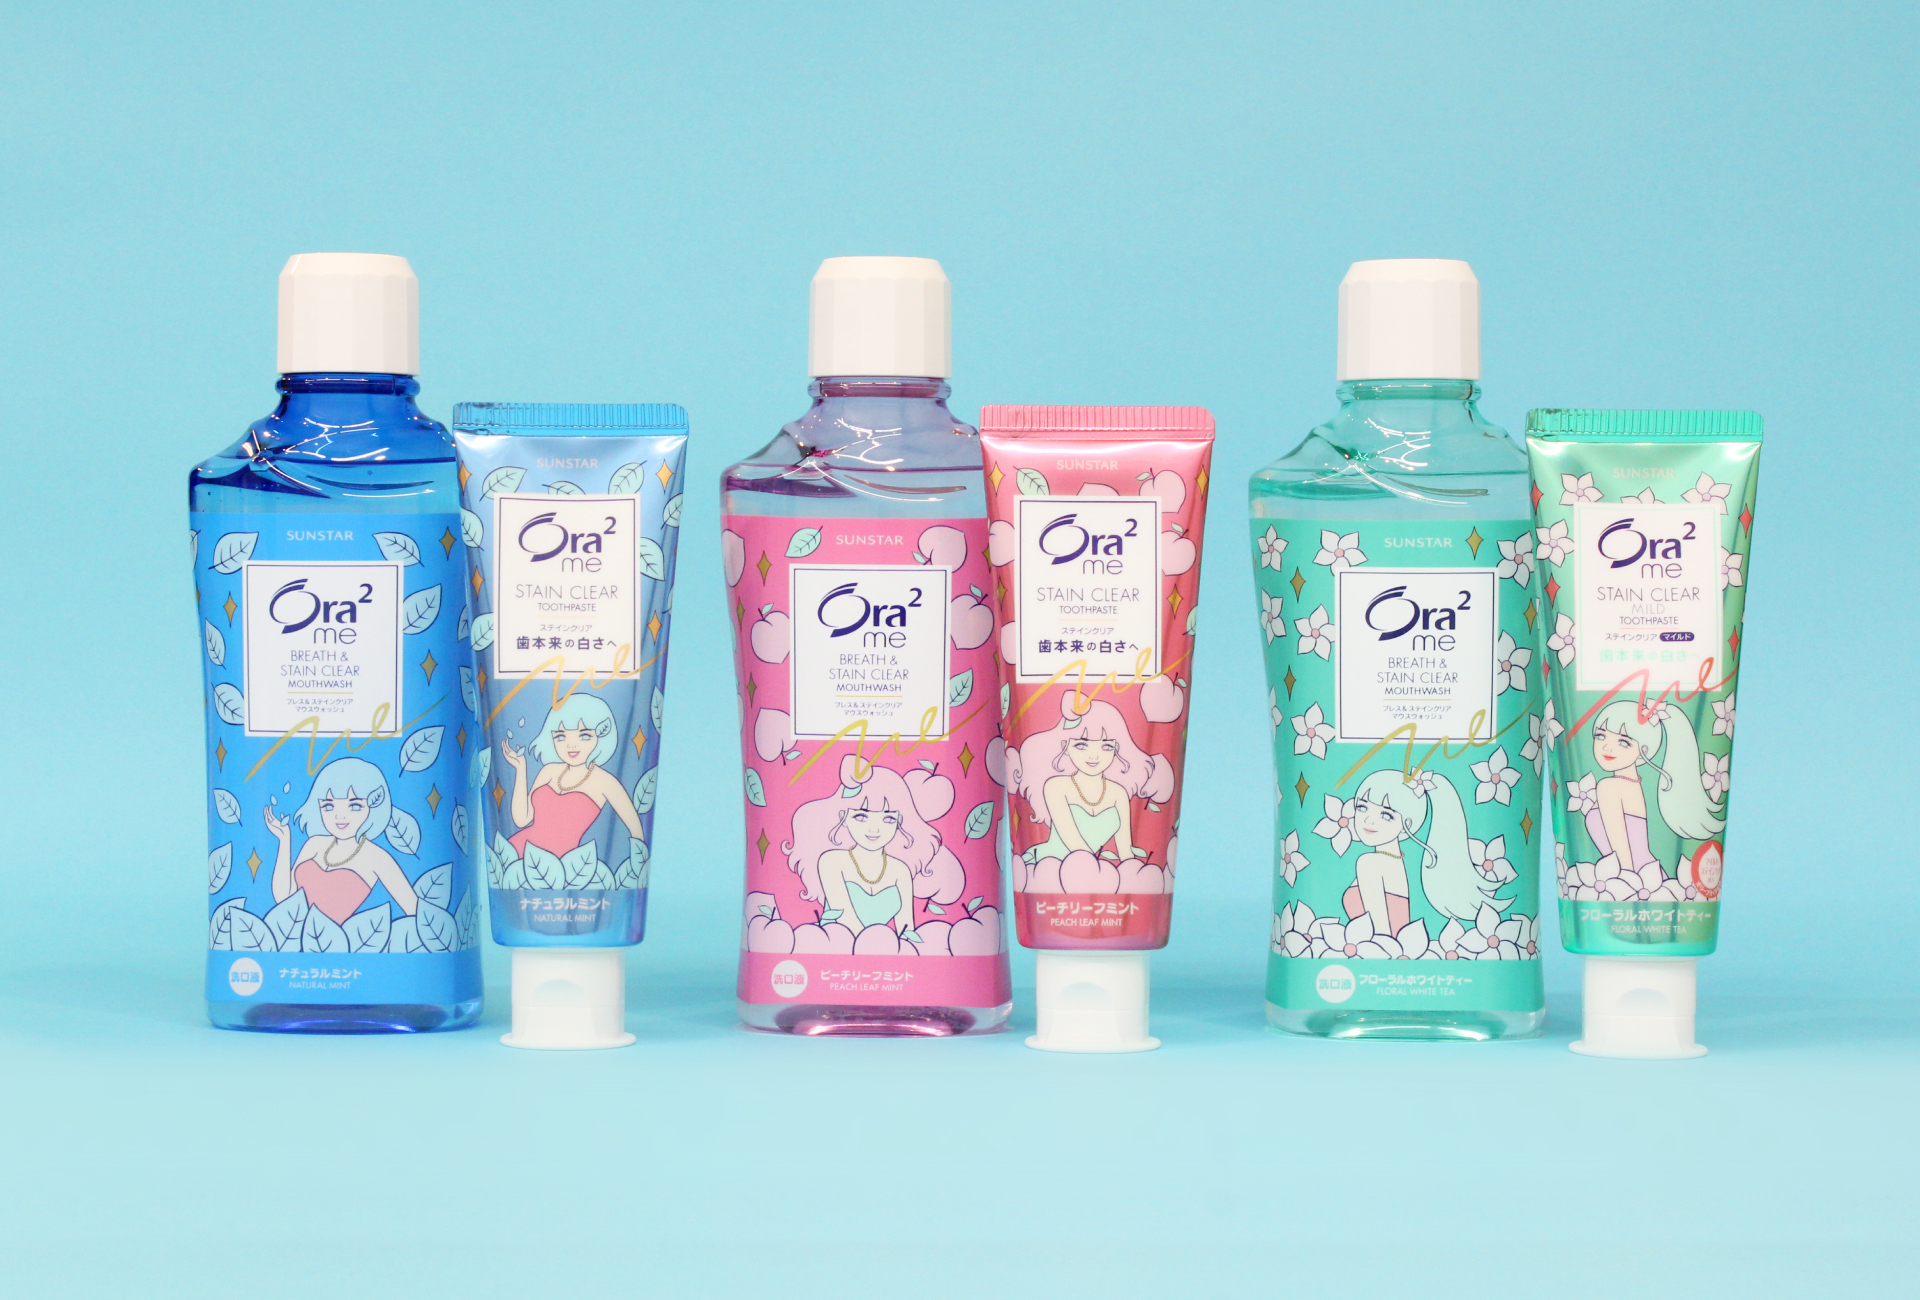 SUNSTAR
Ora2
me
BREATH &
STAIN CLEAR
MOUTHWASH
ブレス&ステインクリア
マウスウォッシュ
me
洗口液
ナチュラルミント
NATURAL MINT
SUNSTAR
Ora2
me
STAIN CLEAR
TOOTHPASTE
ステインクリア
歯本来の白さへ
me
ナチュラルミント
NATURAL MINT
SUNSTAR
Ora2
me
BREATH &
STAIN CLEAR
MOUTHWASH
ブレス&ステインクリア
マウスウォッシュ
me
洗口液
ピーチリーフミント
PEACH LEAF MINT
SUNSTAR
Ora2
me
STAIN CLEAR
TOOTHPASTE
ステインクリア
歯本来の白さへ
me
ピーチリーフミント
PEACH LEAF MINT
SUNSTAR
Ora2
me
BREATH &
STAIN CLEAR
MOUTHWASH
ブレス&ステインクリア
マウスウォッシュ
me
洗口液
フローラルホワイトティー
FLORAL WHITE TEA
SUNSTAR
Ora2
me
STAIN CLEAR
MILD
TOOTHPASTE
ステインクリア マイルド
歯本来の白さへ
me
フローラルホワイトティー
FLORAL WHITE TEA